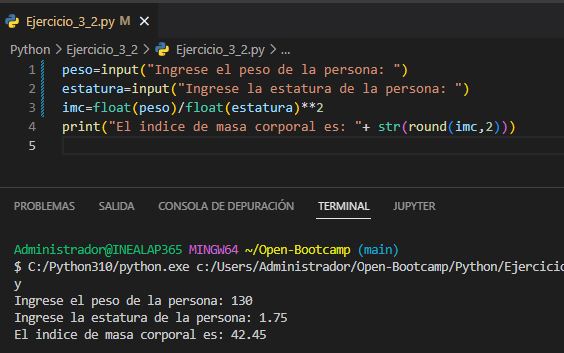 Ejercicio_3_2.py M ×
Python > Ejercicio_3_2 > Ejercicio_3_2.py > ...
1 peso=input("Ingrese el peso de la persona: ")
2 estatura=input("Ingrese la estatura de la persona: ")
3 imc=float(peso)/float(estatura)**2
4 print("El indice de masa corporal es: "+ str(round(imc,2)))
5
PROBLEMAS SALIDA CONSOLA DE DEPURACIÓN TERMINAL JUPYTER
Administrador@INEALAP365 MINGW64 ~/Open-Bootcamp (main)
$ C:/Python310/python.exe c:/Users/Administrador/Open-Bootcamp/Python/Ejercicio
y
Ingrese el peso de la persona: 130
Ingrese la estatura de la persona: 1.75
El indice de masa corporal es: 42.45